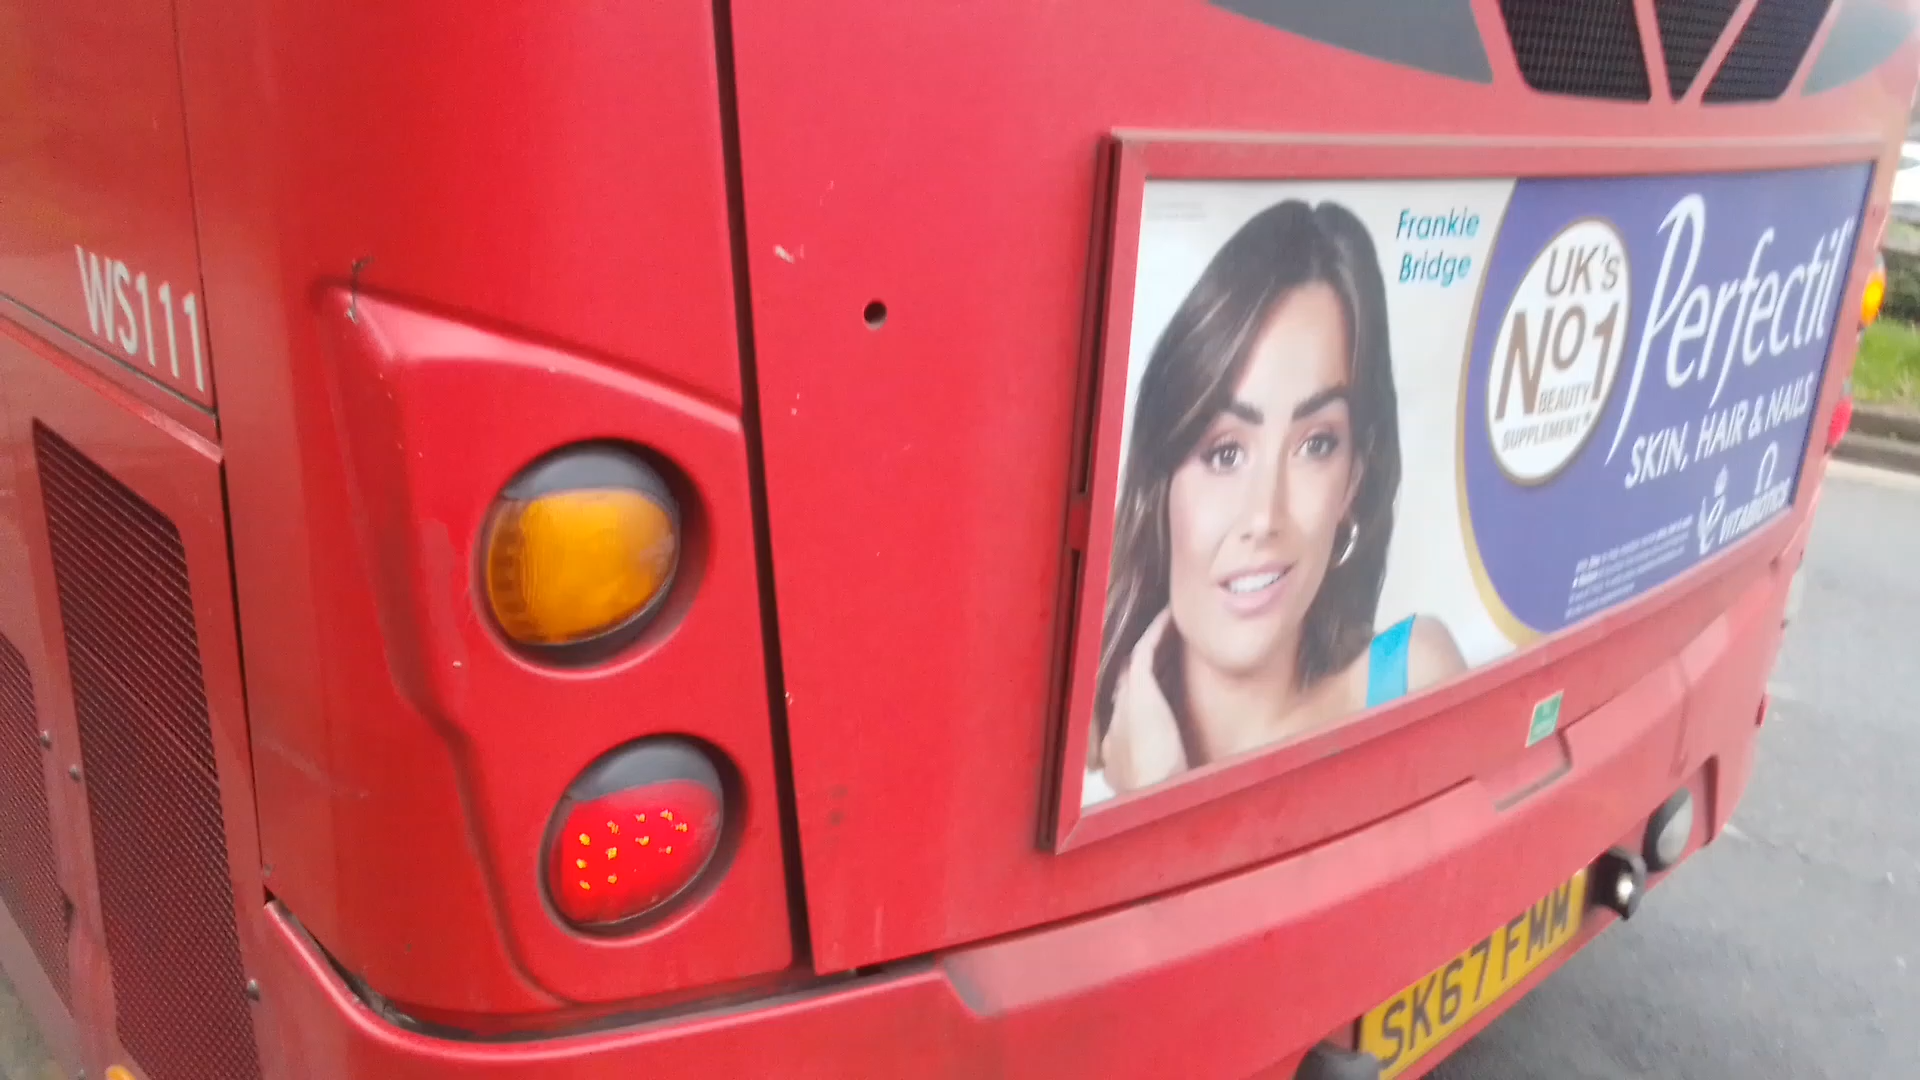 WS111
Frankie
Bridge
UK's
No1
BEAUTY
SUPPLEMENT
Perfectil
SKIN, HAIR & NAILS
VITABIOTICS
SK67 FMM